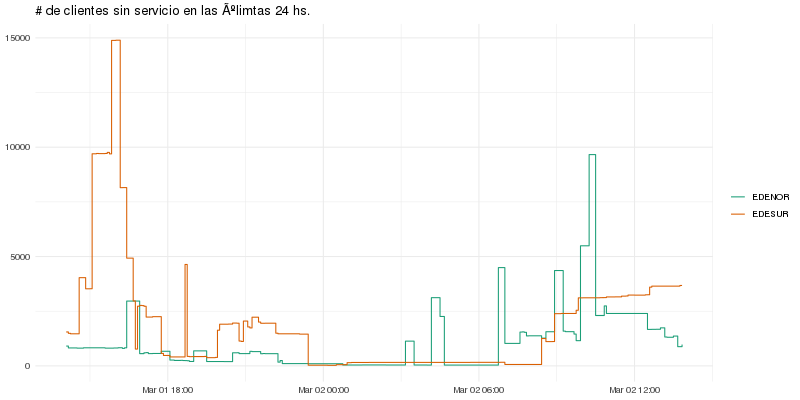 # de clientes sin servicio en las Ãºlimtas 24 hs.
15000
10000
5000
0
Mar 01 18:00
Mar 02 00:00
Mar 02 06:00
Mar 02 12:00
EDENOR
EDESUR